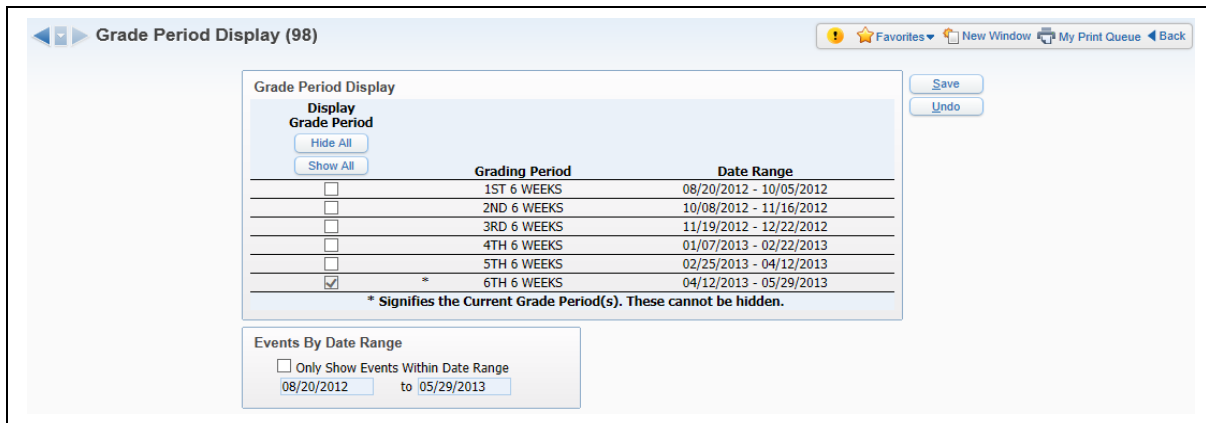 Grade Period Display (98)
Favorites New Window My Print Queue Back
Grade Period Display
Save
Undo
Display
Grade Period
Hide All
Show All
Grading Period Date Range
1ST 6 WEEKS 08/20/2012 - 10/05/2012
2ND 6 WEEKS 10/08/2012 - 11/16/2012
3RD 6 WEEKS 11/19/2012 - 12/22/2012
4TH 6 WEEKS 01/07/2013 - 02/22/2013
5TH 6 WEEKS 02/25/2013 - 04/12/2013
* 6TH 6 WEEKS 04/12/2013 - 05/29/2013
* Signifies the Current Grade Period(s). These cannot be hidden.
Events By Date Range
Only Show Events Within Date Range
08/20/2012 to 05/29/2013